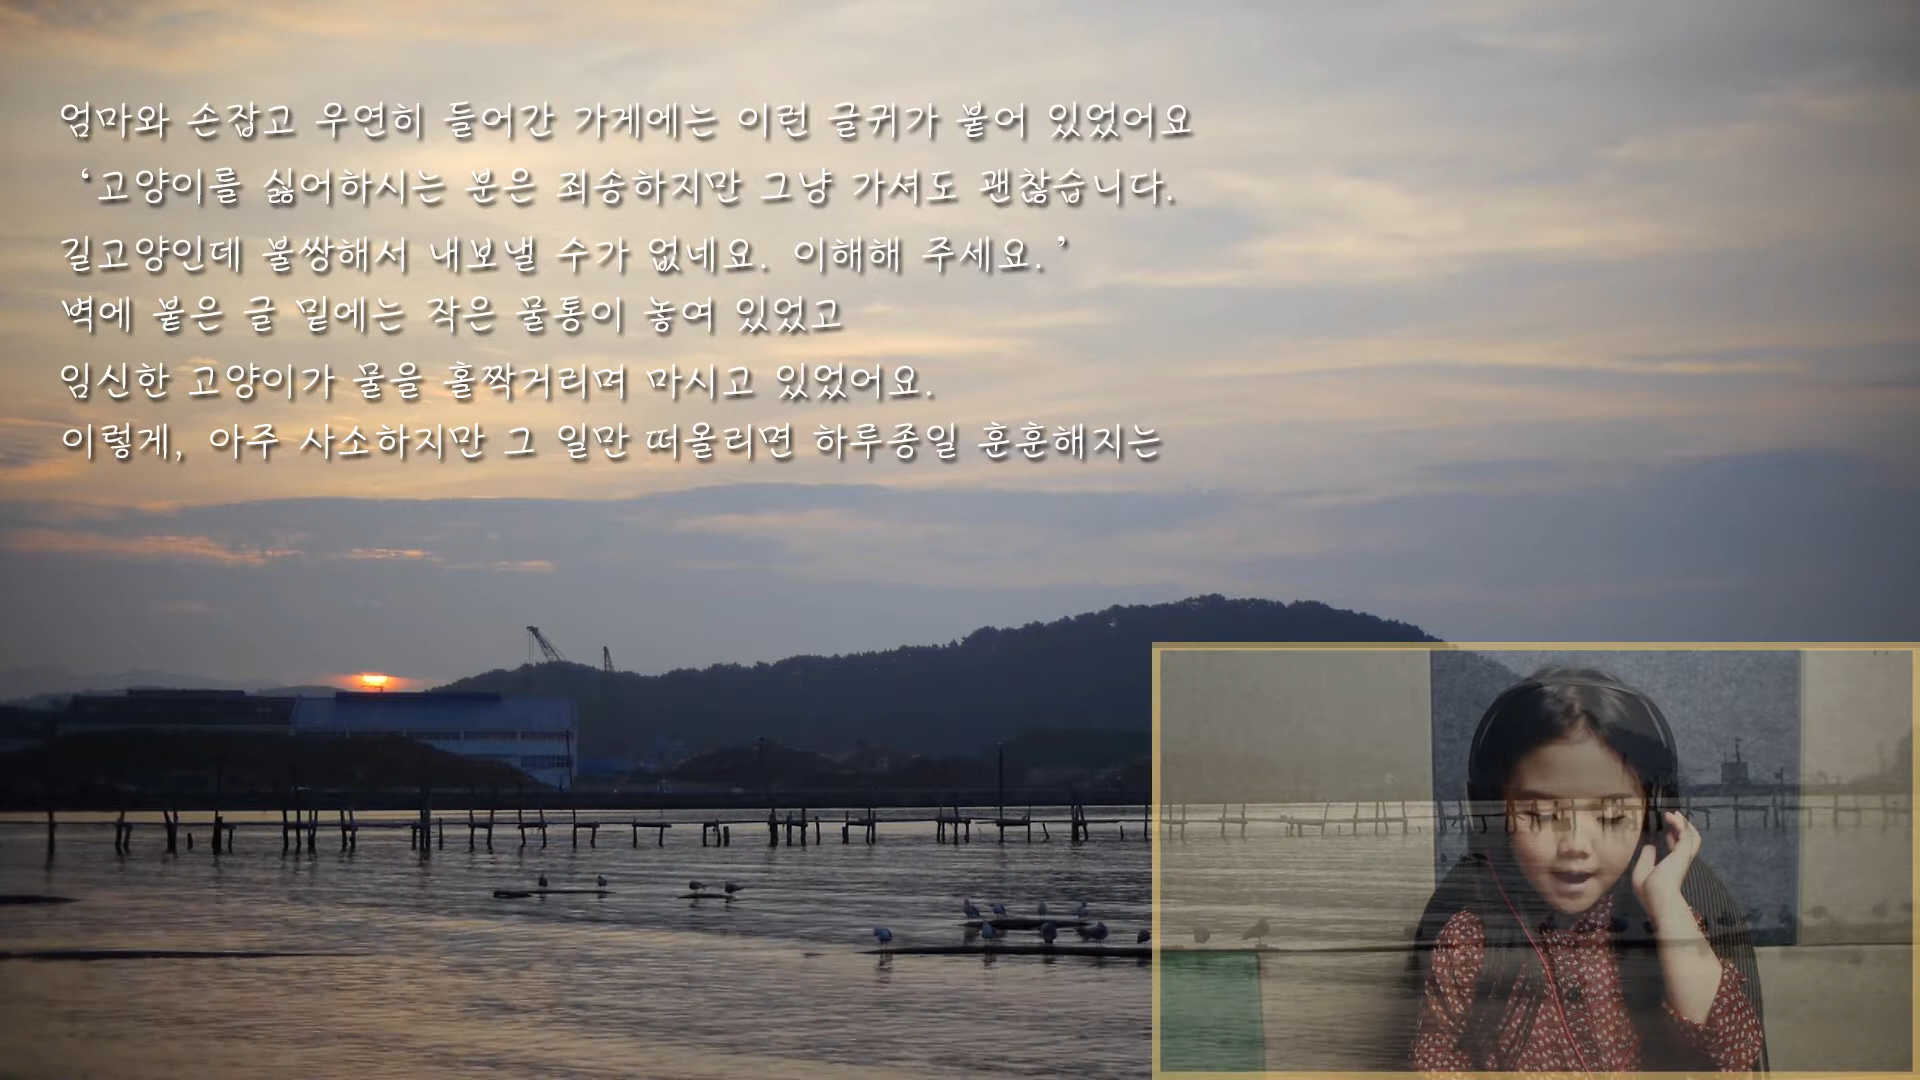 엄마와 손잡고 우연히 들어간 가게에는 이런 글귀가 붙어 있었어요
‘고양이를 싫어하시는 분은 죄송하지만 그냥 가셔도 괜찮습니다.
길고양인데 불쌍해서 내보낼 수가 없네요. 이해해 주세요.’
벽에 붙은 글 밑에는 작은 물통이 놓여 있었고
임신한 고양이가 물을 홀짝거리며 마시고 있었어요.
이렇게, 아주 사소하지만 그 일만 떠올리면 하루종일 훈훈해지는